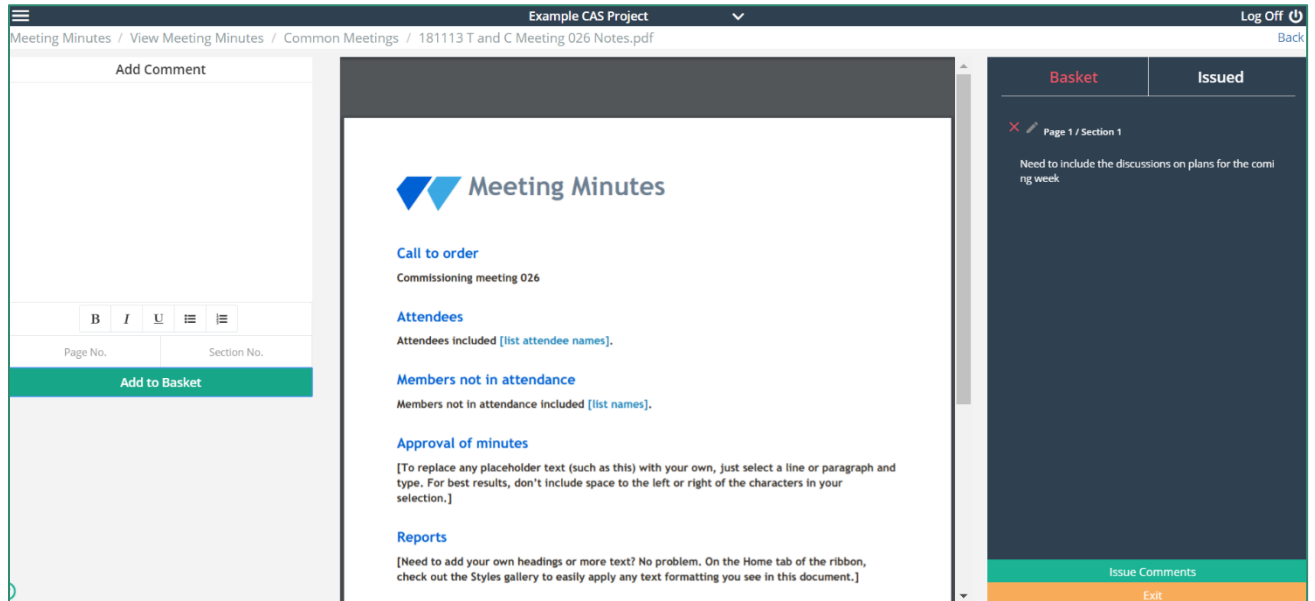 Example CAS Project
Log Off
Meeting Minutes / View Meeting Minutes / Common Meetings / 181113 T and C Meeting 026 Notes.pdf
Back
Add Comment
B I U
Page No. Section No.
Add to Basket
Meeting Minutes
Call to order
Commissioning meeting 026
Attendees
Attendees included [list attendee names].
Members not in attendance
Members not in attendance included [list names].
Approval of minutes
[To replace any placeholder text (such as this) with your own, just select a line or paragraph and
type. For best results, don't include space to the left or right of the characters in your
selection.]
Reports
[Need to add your own headings or more text? No problem. On the Home tab of the ribbon,
check out the Styles gallery to easily apply any text formatting you see in this document.]
Basket Issued
Page 1 / Section 1
Need to include the discussions on plans for the comi
ng week
Issue Comments
Exit